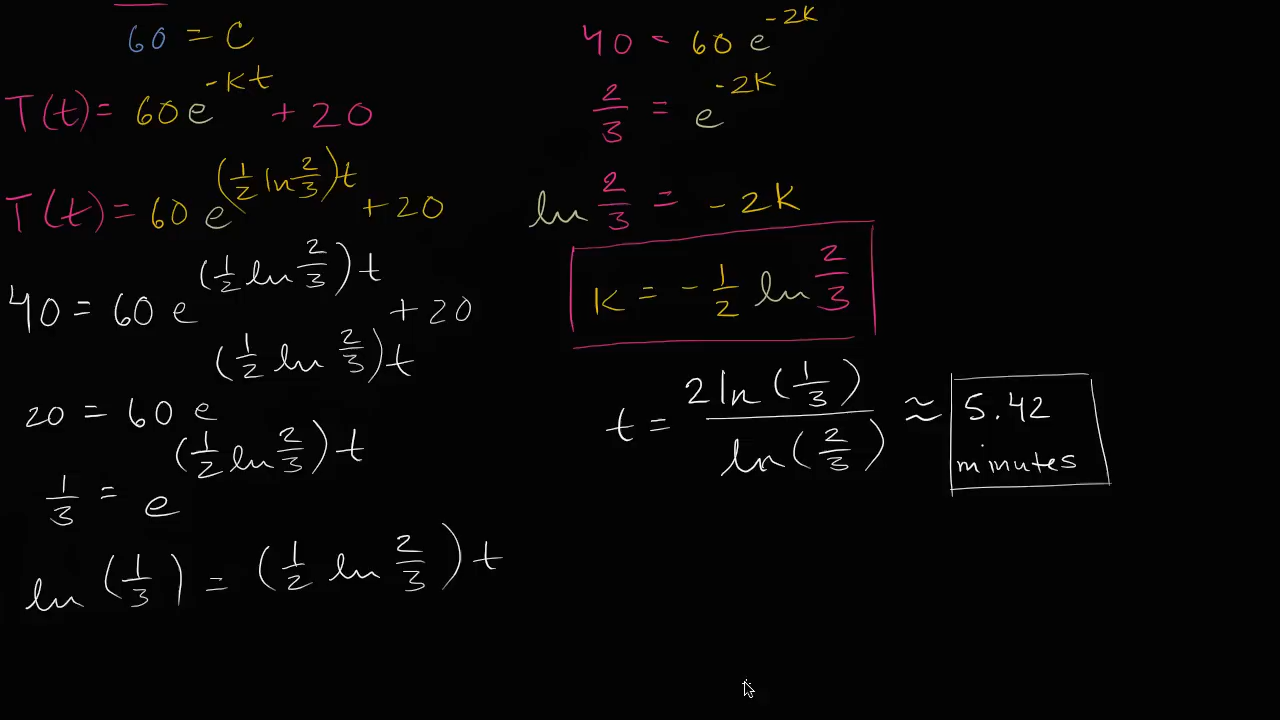 60 = C
T(t) = 60e^(-kt) + 20
T(t) = 60e^((1/2 ln 2/3)t) + 20
40 = 60e^((1/2 ln 2/3)t) + 20
20 = 60e^((1/2 ln 2/3)t)
1/3 = e^((1/2 ln 2/3)t)
ln(1/3) = (1/2 ln 2/3)t
40 = 60e^(-2k)
2/3 = e^(-2k)
ln 2/3 = -2k
k = -1/2 ln 2/3
t = 2ln(1/3) / ln(2/3) ≈ 5.42
minutes